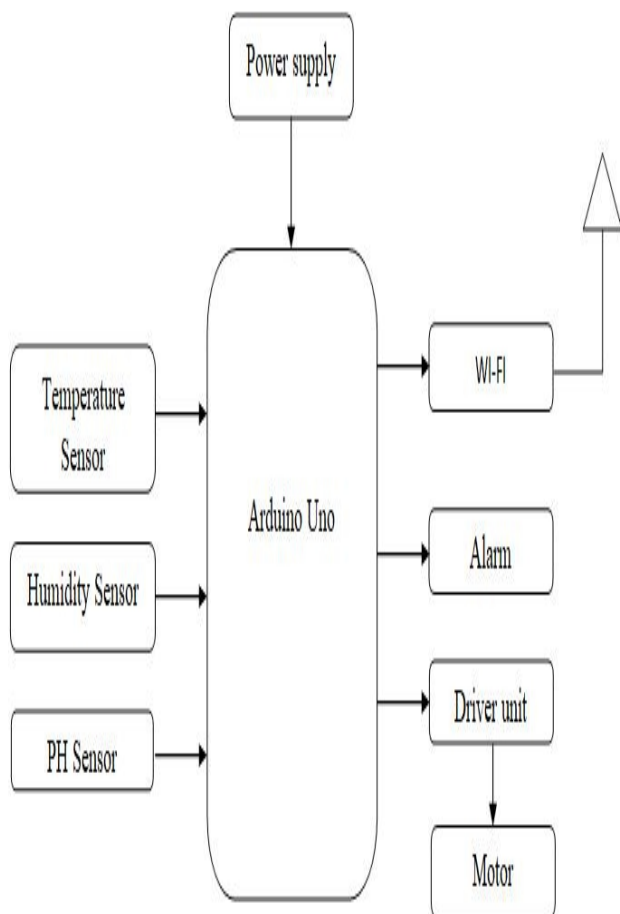 Power supply
Temperature
Sensor
Humidity Sensor
PH Sensor
Arduino Uno
WI-FI
Alarm
Driver unit
Motor